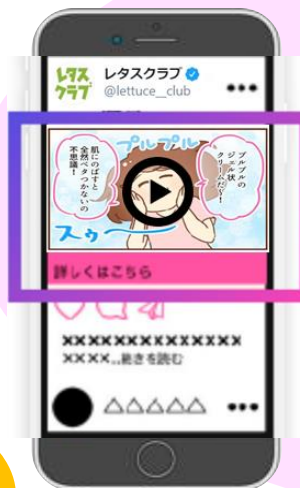 レタス
クラブ
レタスクラブ
@lettuce__club
プルプル
プルプルの
ジェル状
クリームだ～!
肌にのばすと
全然ベタつかないの
不思議!
スゥ～
詳しくはこちら
××××××××××××××
××××...続きを読む
△△△△△